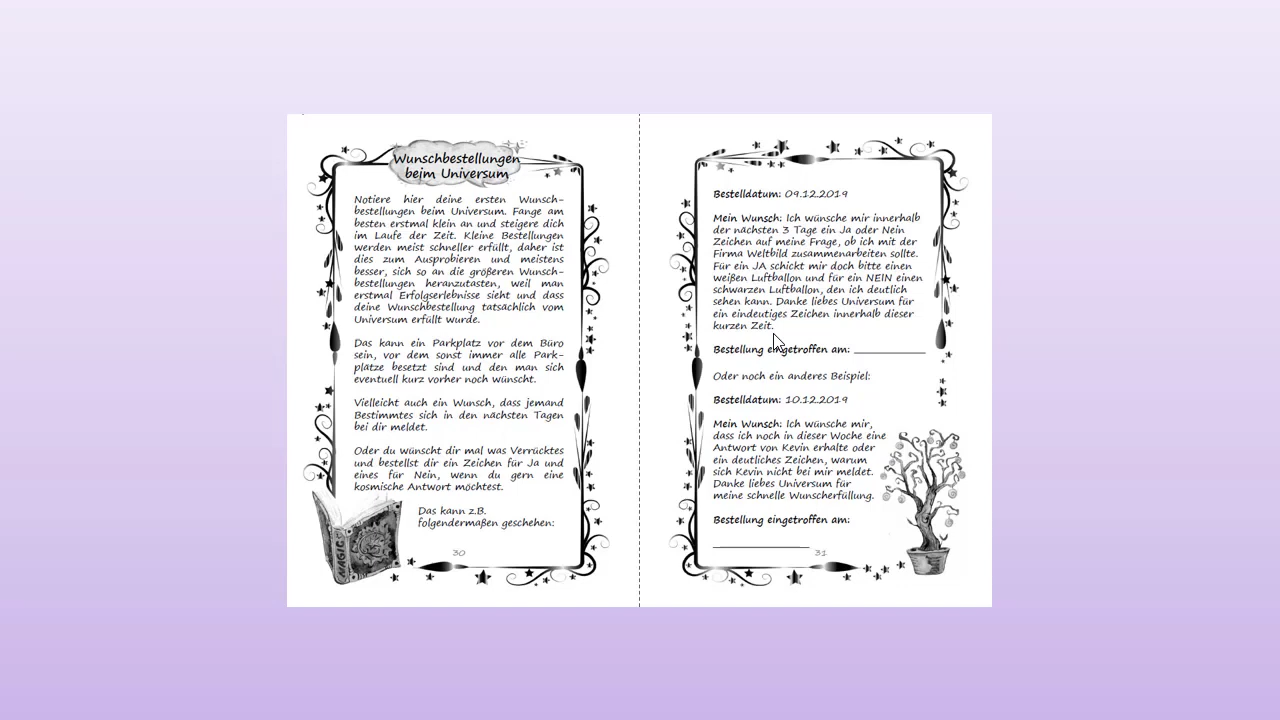 Wunschbestellungen
beim Universum
Notiere hier deine ersten Wunsch-
bestellungen beim Universum. Fange am
besten erstmal klein an und steigere dich
im Laufe der Zeit. Kleine Bestellungen
werden meist schneller erfüllt, daher ist
dies zum Ausprobieren und meistens
besser, sich so an die größeren Wunsch-
bestellungen heranzutasten, weil man
erstmal Erfolgserlebnisse sieht und dass
deine Wunschbestellung tatsächlich vom
Universum erfüllt wurde.
Das kann ein Parkplatz vor dem Büro
sein, vor dem sonst immer alle Park-
plätze besetzt sind und den man sich
eventuell kurz vorher noch wünscht.
Vielleicht auch ein Wunsch, dass jemand
Bestimmtes sich in den nächsten Tagen
bei dir meldet.
Oder du wünscht dir mal was Verrücktes
und bestellst dir ein Zeichen für Ja und
eines für Nein, wenn du gern eine
kosmische Antwort möchtest.
Das kann z.B.
folgendermaßen geschehen:
MAGIC
30
Bestelldatum: 09.12.2019
Mein Wunsch: Ich wünsche mir innerhalb
der nächsten 3 Tage ein Ja oder Nein
Zeichen auf meine Frage, ob ich mit der
Firma Weltbild zusammenarbeiten sollte.
Für ein JA schickt mir doch bitte einen
weißen Luftballon und für ein NEIN einen
schwarzen Luftballon, den ich deutlich
sehen kann. Danke liebes Universum für
ein eindeutiges Zeichen innerhalb dieser
kurzen Zeit.
Bestellung eingetroffen am: _______________
Oder noch ein anderes Beispiel:
Bestelldatum: 10.12.2019
Mein Wunsch: Ich wünsche mir,
dass ich noch in dieser Woche eine
Antwort von Kevin erhalte oder
ein deutliches Zeichen, warum
sich Kevin nicht bei mir meldet.
Danke liebes Universum für
meine schnelle Wunscherfüllung.
Bestellung eingetroffen am:
_______________
31